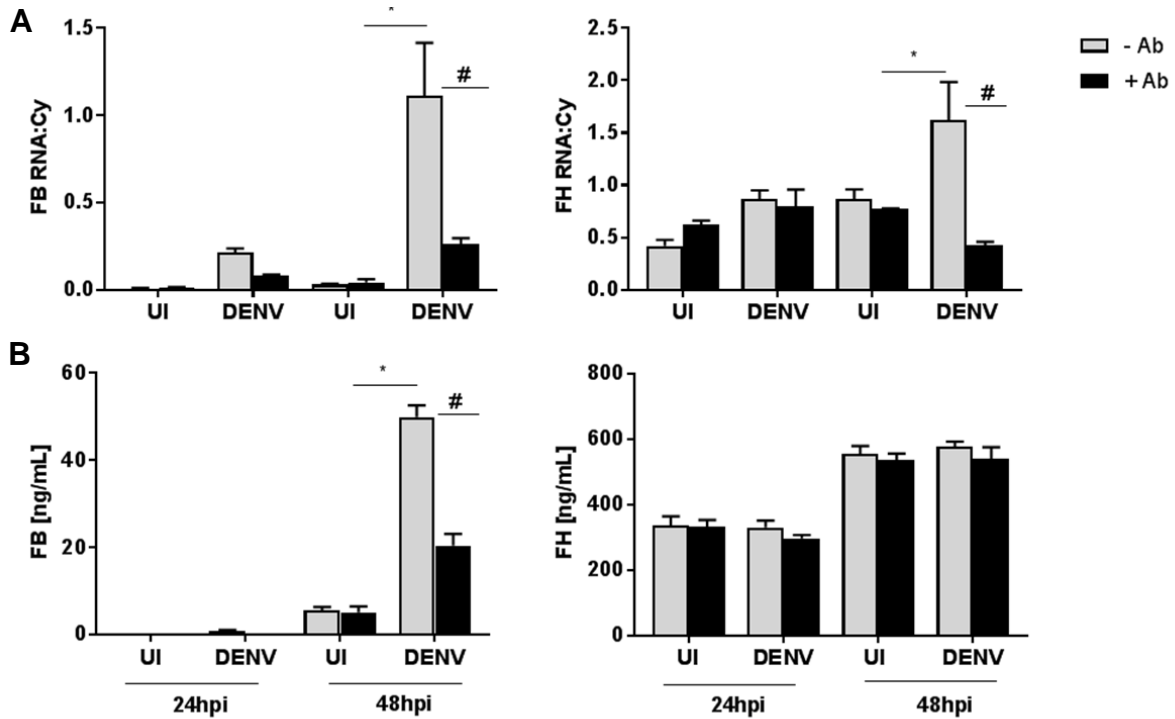 A
FB RNA:Cy
1.5
1.0
0.5
0.0
*
#
UI DENV UI DENV
FH RNA:Cy
2.5
2.0
1.5
1.0
0.5
0.0
*
#
UI DENV UI DENV
- Ab
+ Ab
B
FB [ng/mL]
60
40
20
0
*
#
UI DENV UI DENV
24hpi 48hpi
FH [ng/mL]
800
600
400
200
0
UI DENV UI DENV
24hpi 48hpi